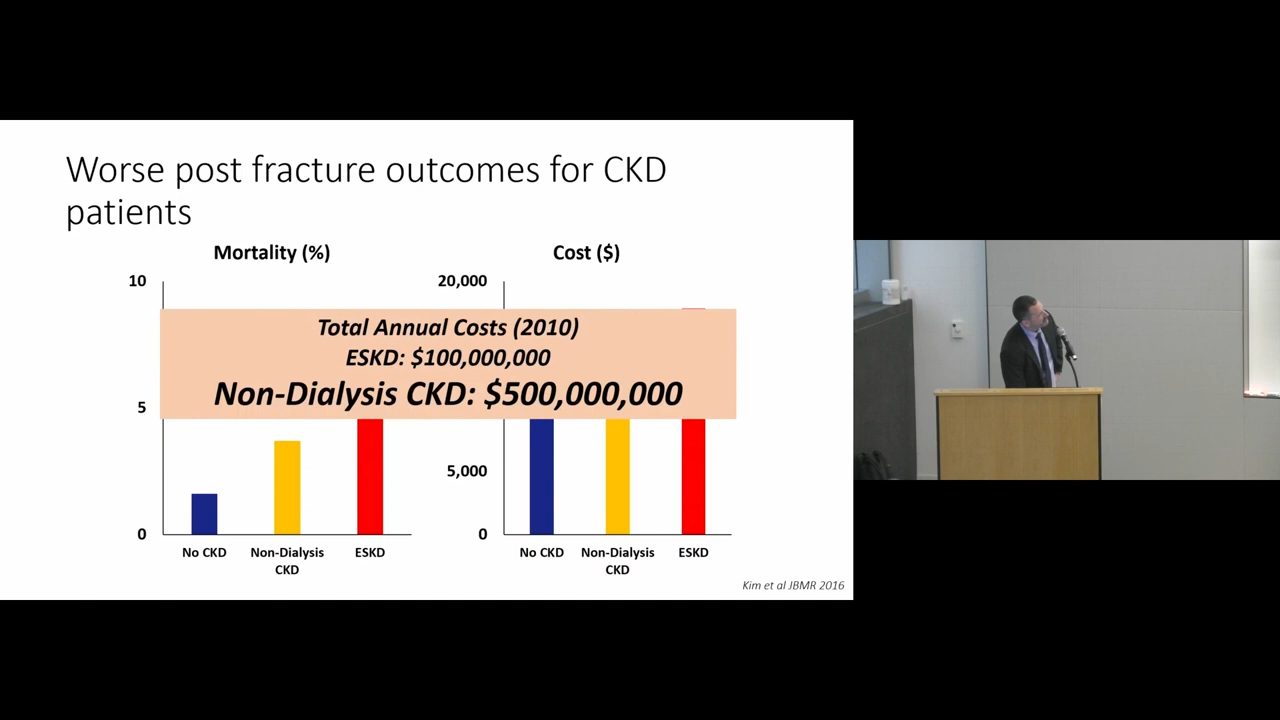 Worse post fracture outcomes for CKD
patients
Mortality (%)
10
5
0
No CKD
Non-Dialysis
CKD
ESKD
Cost ($)
20,000
5,000
0
No CKD
Non-Dialysis
CKD
ESKD
Total Annual Costs (2010)
ESKD: $100,000,000
Non-Dialysis CKD: $500,000,000
Kim et al JBMR 2016